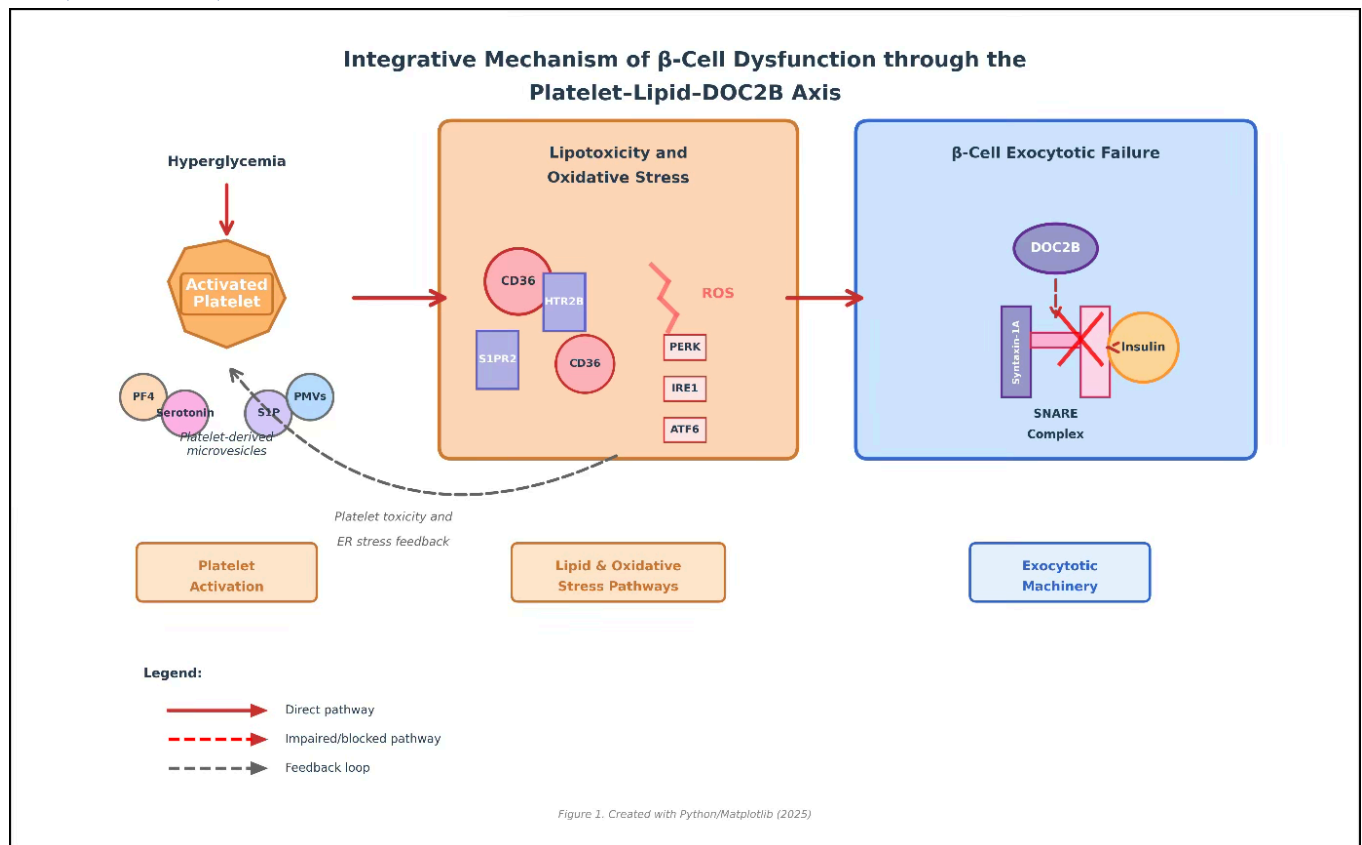 Integrative Mechanism of β-Cell Dysfunction through the
Platelet–Lipid–DOC2B Axis
Hyperglycemia
Activated
Platelet
PF4
Serotonin
S1P
PMVs
Platelet-derived
microvesicles
Lipotoxicity and
Oxidative Stress
CD36
HTR2B
S1PR2
CD36
ROS
PERK
IRE1
ATF6
β-Cell Exocytotic Failure
DOC2B
Syntaxin-1A
Insulin
SNARE
Complex
Platelet toxicity and
ER stress feedback
Platelet
Activation
Lipid & Oxidative
Stress Pathways
Exocytotic
Machinery
Legend:
Direct pathway
Impaired/blocked pathway
Feedback loop
Figure 1. Created with Python/Matplotlib (2025)